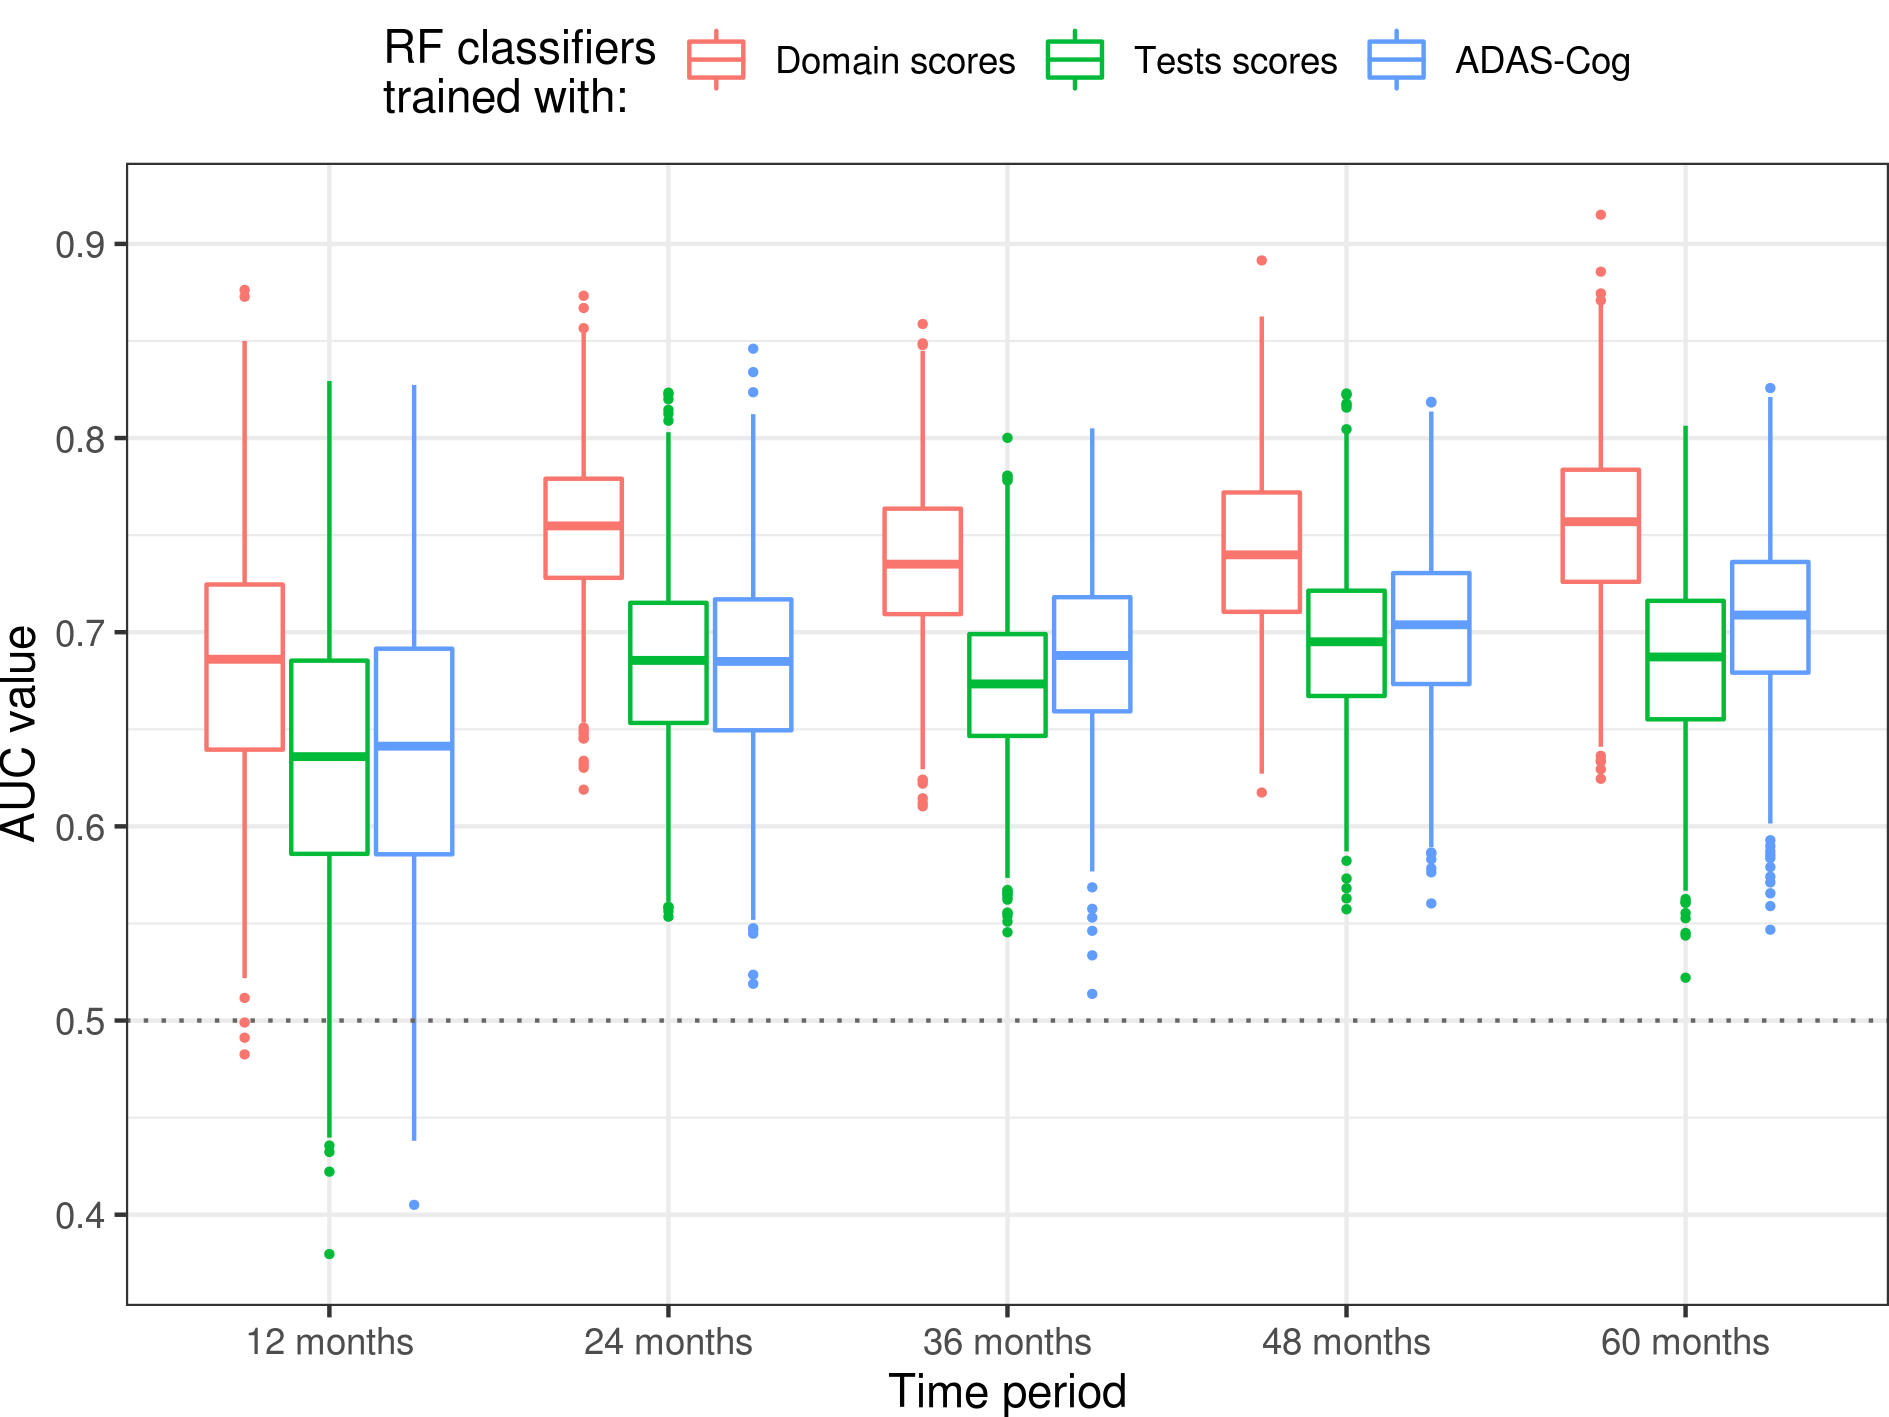 RF classifiers
trained with:
Domain scores
Tests scores
ADAS-Cog
AUC value
0.9
0.8
0.7
0.6
0.5
0.4
12 months
24 months
36 months
48 months
60 months
Time period